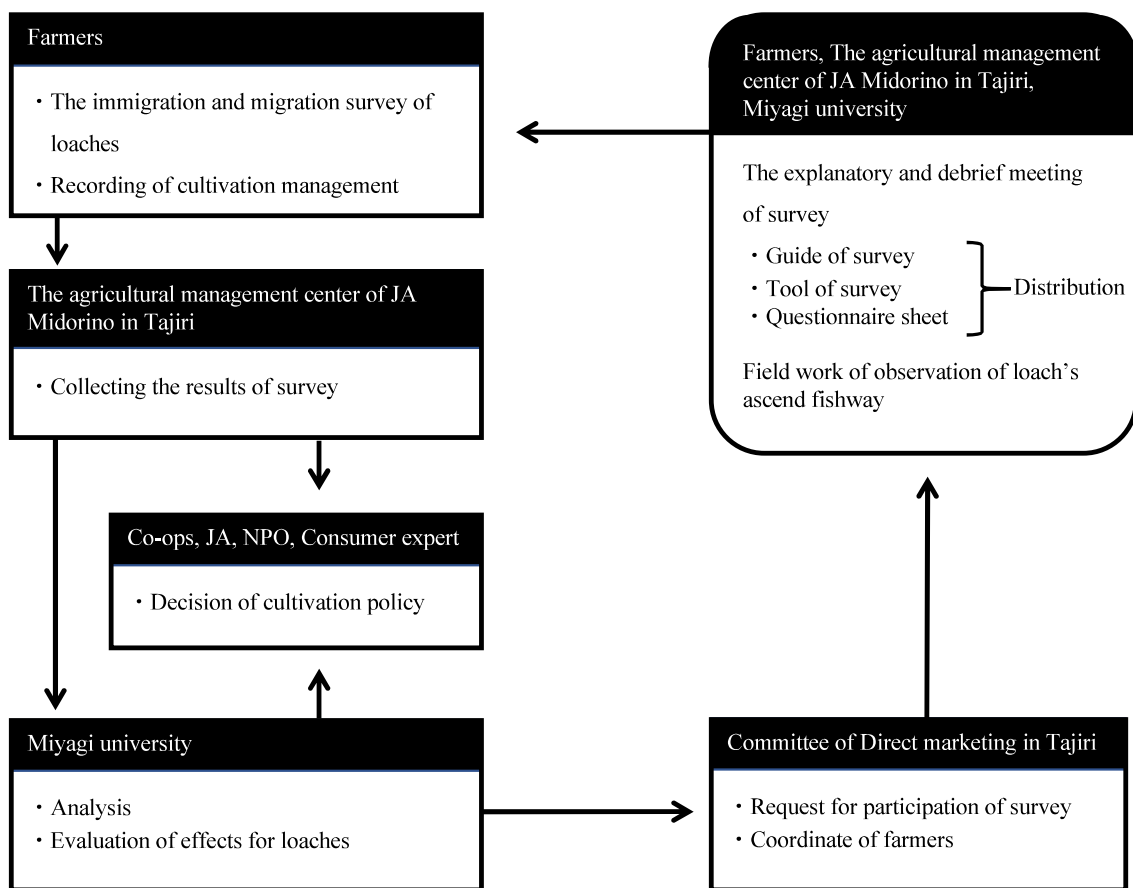 Farmers
・The immigration and migration survey of
loaches
・Recording of cultivation management
The agricultural management center of JA
Midorino in Tajiri
・Collecting the results of survey
Co-ops, JA, NPO, Consumer expert
・Decision of cultivation policy
Miyagi university
・Analysis
・Evaluation of effects for loaches
Farmers, The agricultural management
center of JA Midorino in Tajiri,
Miyagi university
The explanatory and debrief meeting
of survey
・Guide of survey
・Tool of survey
・Questionnaire sheet
Distribution
Field work of observation of loach's
ascend fishway
Committee of Direct marketing in Tajiri
・Request for participation of survey
・Coordinate of farmers